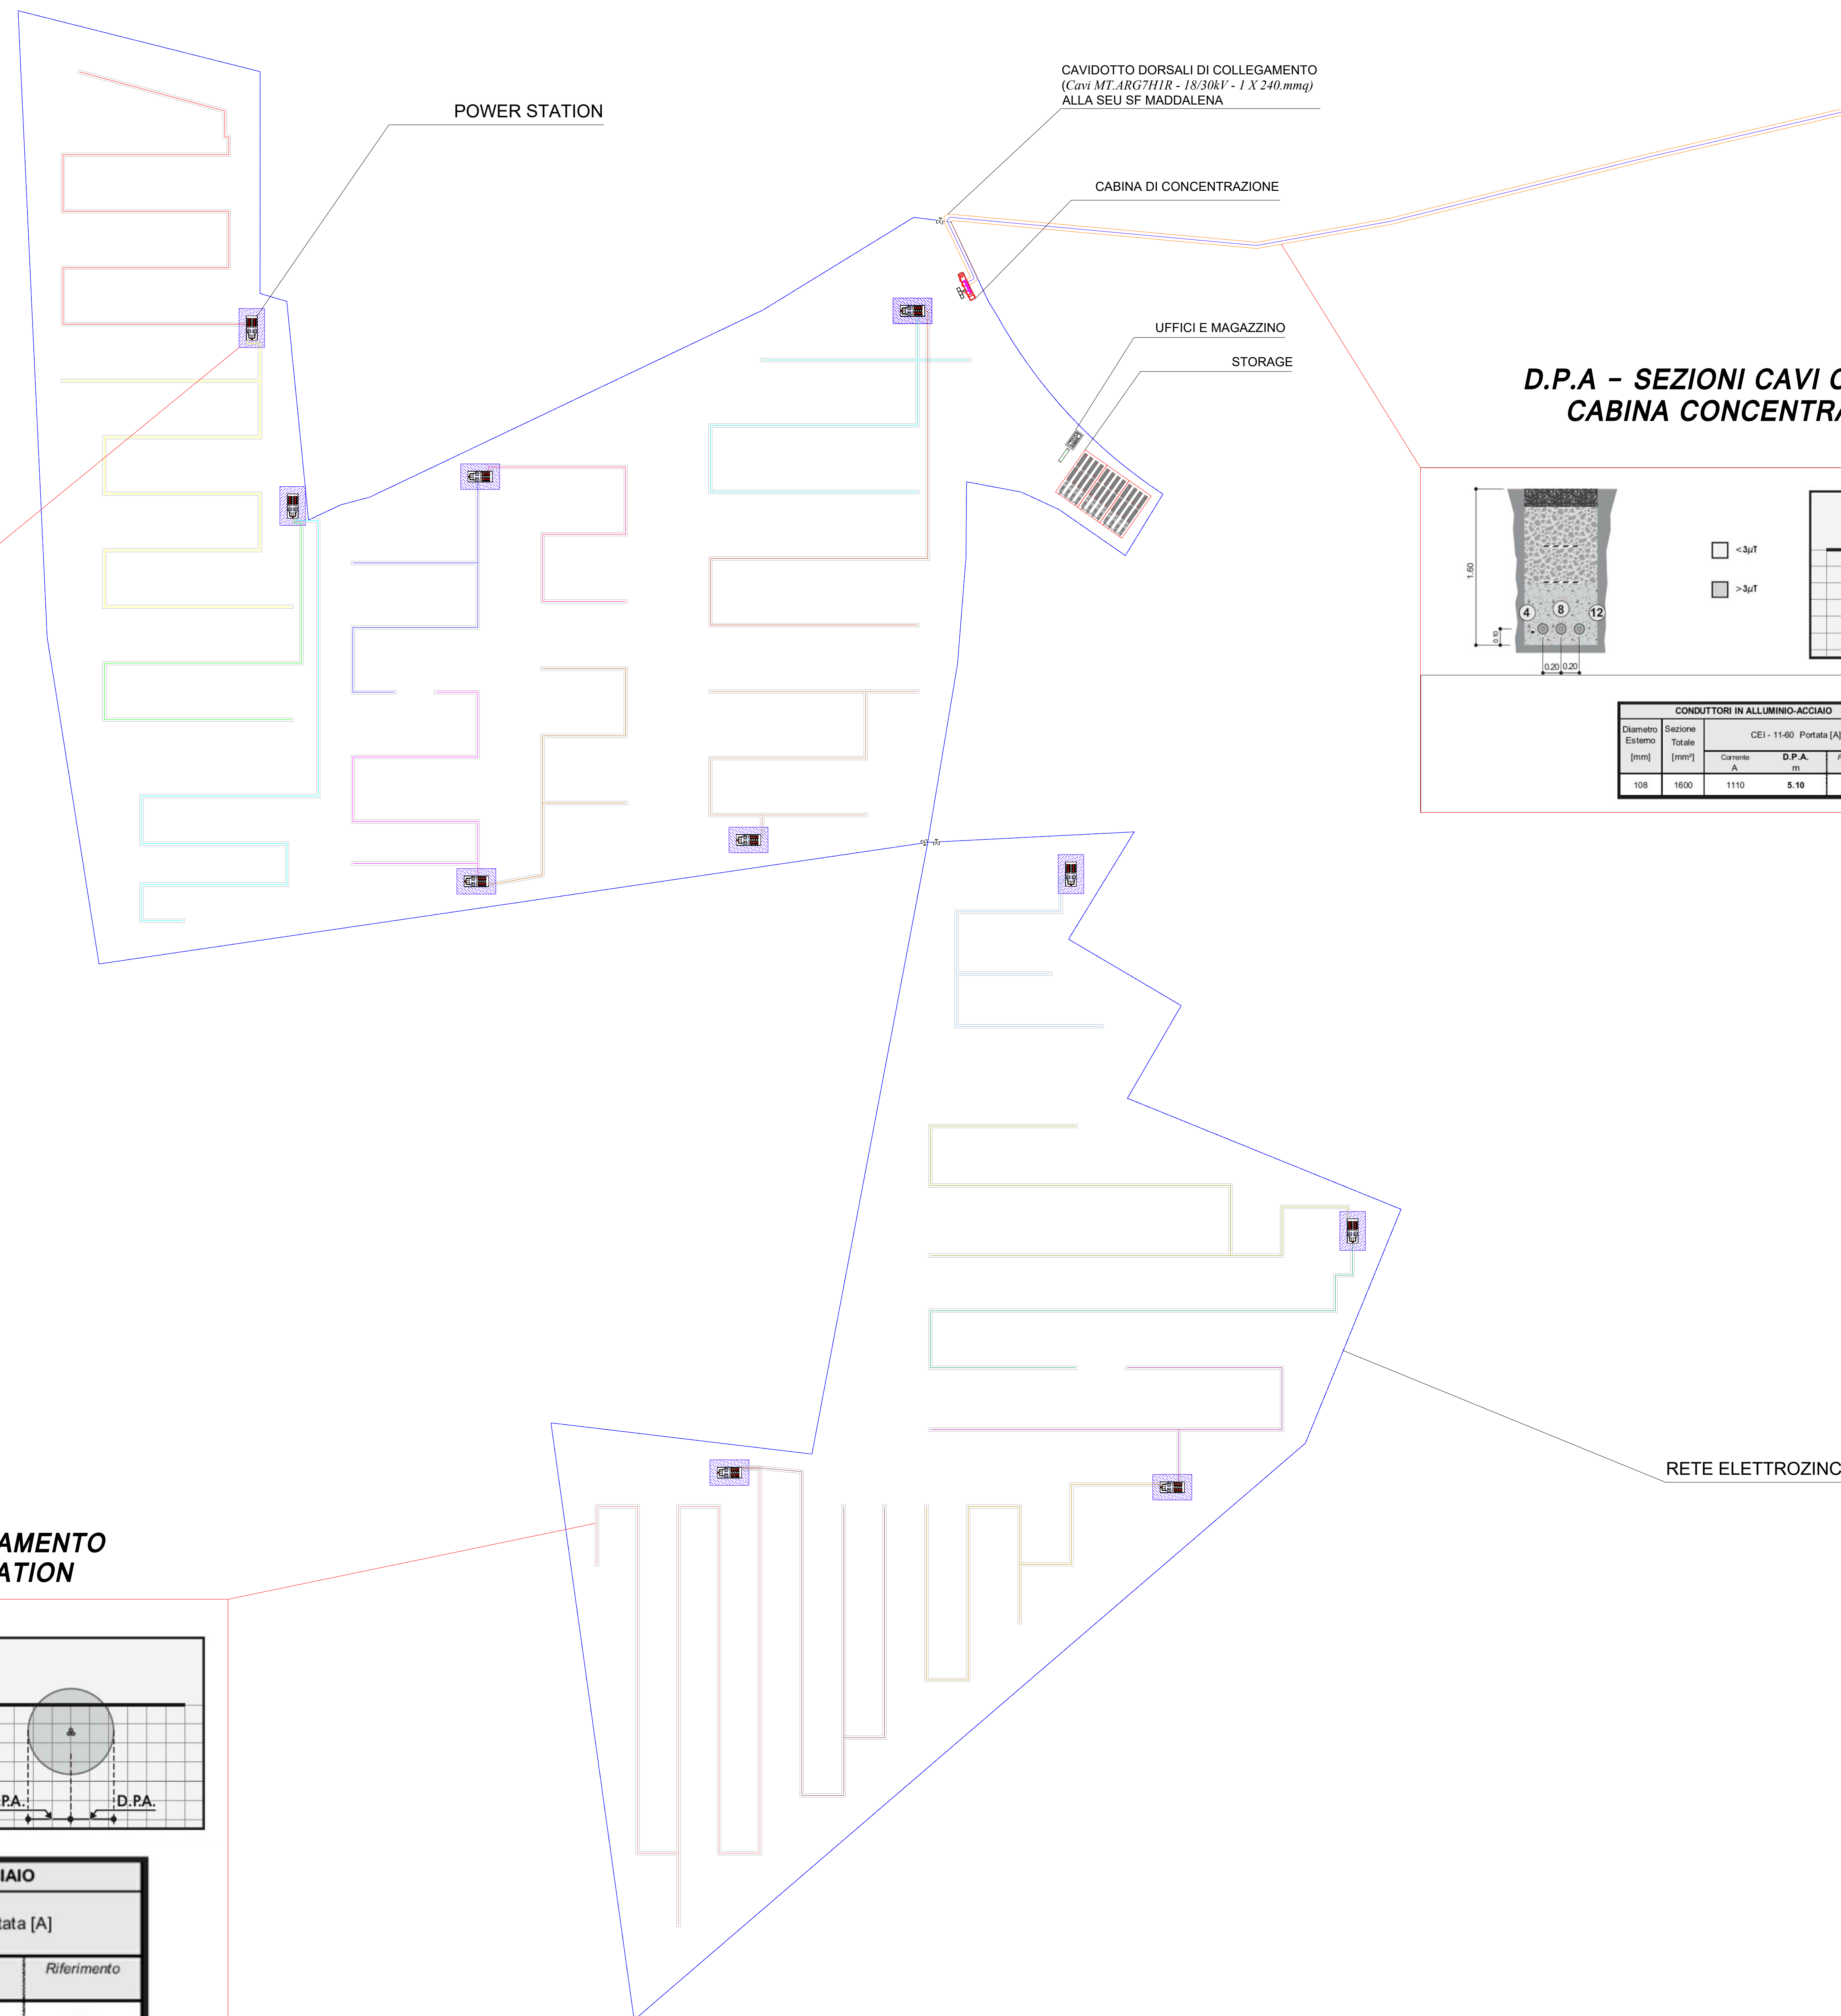 CAVIDOTTO DORSALI DI COLLEGAMENTO
(Cavi MT.ARG7H1R - 18/30kV - 1 X 240.mmq)
ALLA SEU SF MADDALENA
POWER STATION
CABINA DI CONCENTRAZIONE
UFFICI E MAGAZZINO
STORAGE
D.P.A - SEZIONI CAVI
CABINA CONCENTRA
<3µT
>3µT
1.60
0.10
4
8
12
0.20
0.20
CONDUTTORI IN ALLUMINIO-ACCIAIO
Diametro
Esterno
[mm]
Sezione
Totale
[mm²]
CEI - 11-60 Portata [A]
Corrente
A
D.P.A.
m
108
1600
1110
5.10
RETE ELETTROZINC
AMENTO
ATION
P.A.
D.P.A.
IAIO
tata [A]
Riferimento